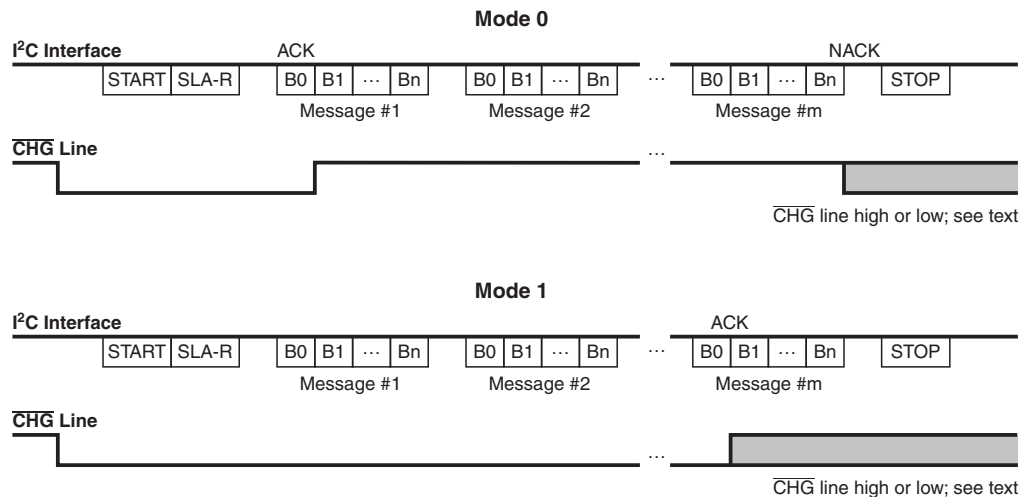 Mode 0
I²C Interface
ACK
NACK
START SLA-R B0 B1 ... Bn B0 B1 ... Bn ... B0 B1 ... Bn STOP
Message #1 Message #2 Message #m
CHG Line
...
CHG line high or low; see text
Mode 1
I²C Interface
ACK
START SLA-R B0 B1 ... Bn B0 B1 ... Bn ... B0 B1 ... Bn STOP
Message #1 Message #2 Message #m
CHG Line
...
CHG line high or low; see text